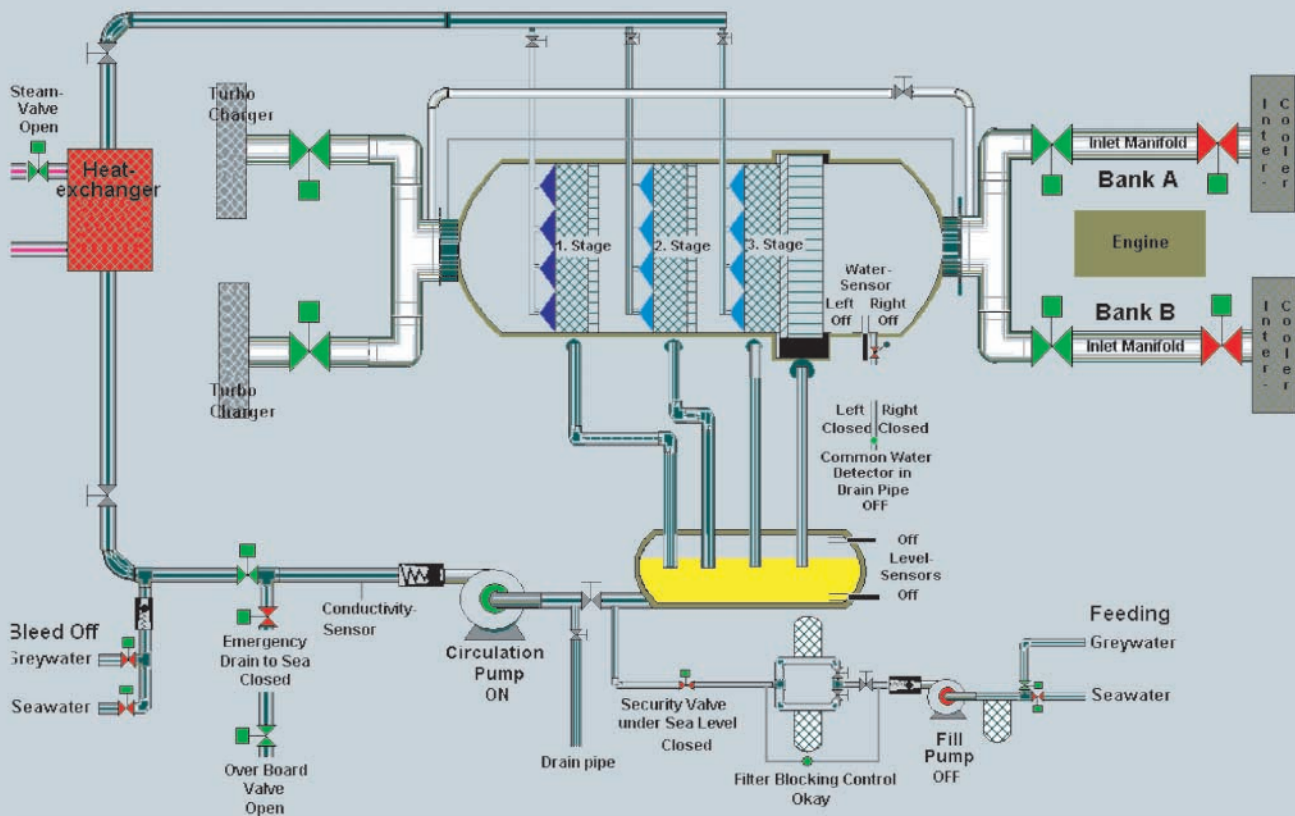 Steam-
Valve
Open
Heat-
exchanger
Turbo
Charger
Turbo
Charger
1. Stage
2. Stage
3. Stage
Water-
Sensor
Left Right
Off Off
Left Right
Closed Closed
Common Water
Detector in
Drain Pipe
OFF
Inlet Manifold
Bank A
Engine
Bank B
Inlet Manifold
Inter-
Cooler
Inter-
Cooler
Off
Level-
Sensors
Off
Bleed Off
Greywater
Seawater
Emergency
Drain to Sea
Closed
Over Board
Valve
Open
Conductivity-
Sensor
Circulation
Pump
ON
Drain pipe
Security Valve
under Sea Level
Closed
Filter Blocking Control
Okay
Fill
Pump
OFF
Feeding
Greywater
Seawater